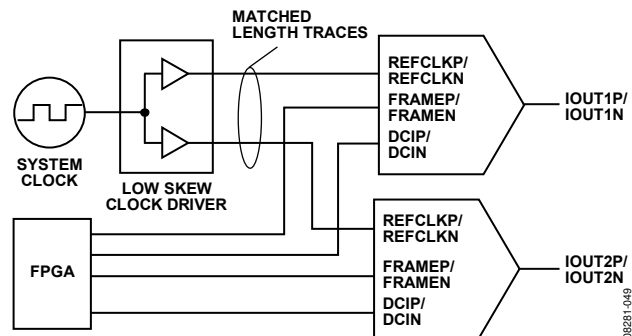 MATCHED
LENGTH TRACES
SYSTEM
CLOCK
LOW SKEW
CLOCK DRIVER
FPGA
REFCLKP/
REFCLKN
FRAMEP/
FRAMEN
DCIP/
DCIN
IOUT1P/
IOUT1N
REFCLKP/
REFCLKN
FRAMEP/
FRAMEN
DCIP/
DCIN
IOUT2P/
IOUT2N
08281-049